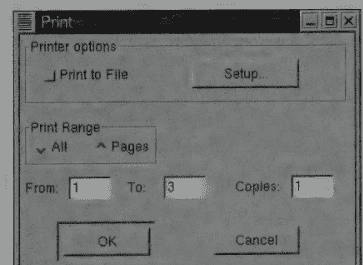 Print
Printer options
Print to File
Setup...
Print Range
All Pages
From: 1 To: 3 Copies: 1
OK Cancel